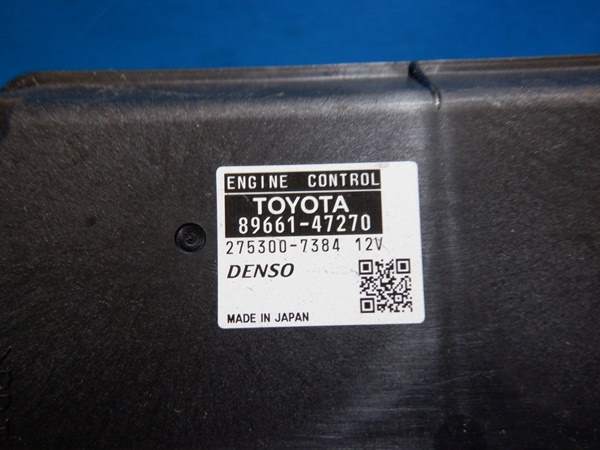 ENGINE CONTROL
TOYOTA
89661-47270
275300-7384 12V
DENSO
MADE IN JAPAN